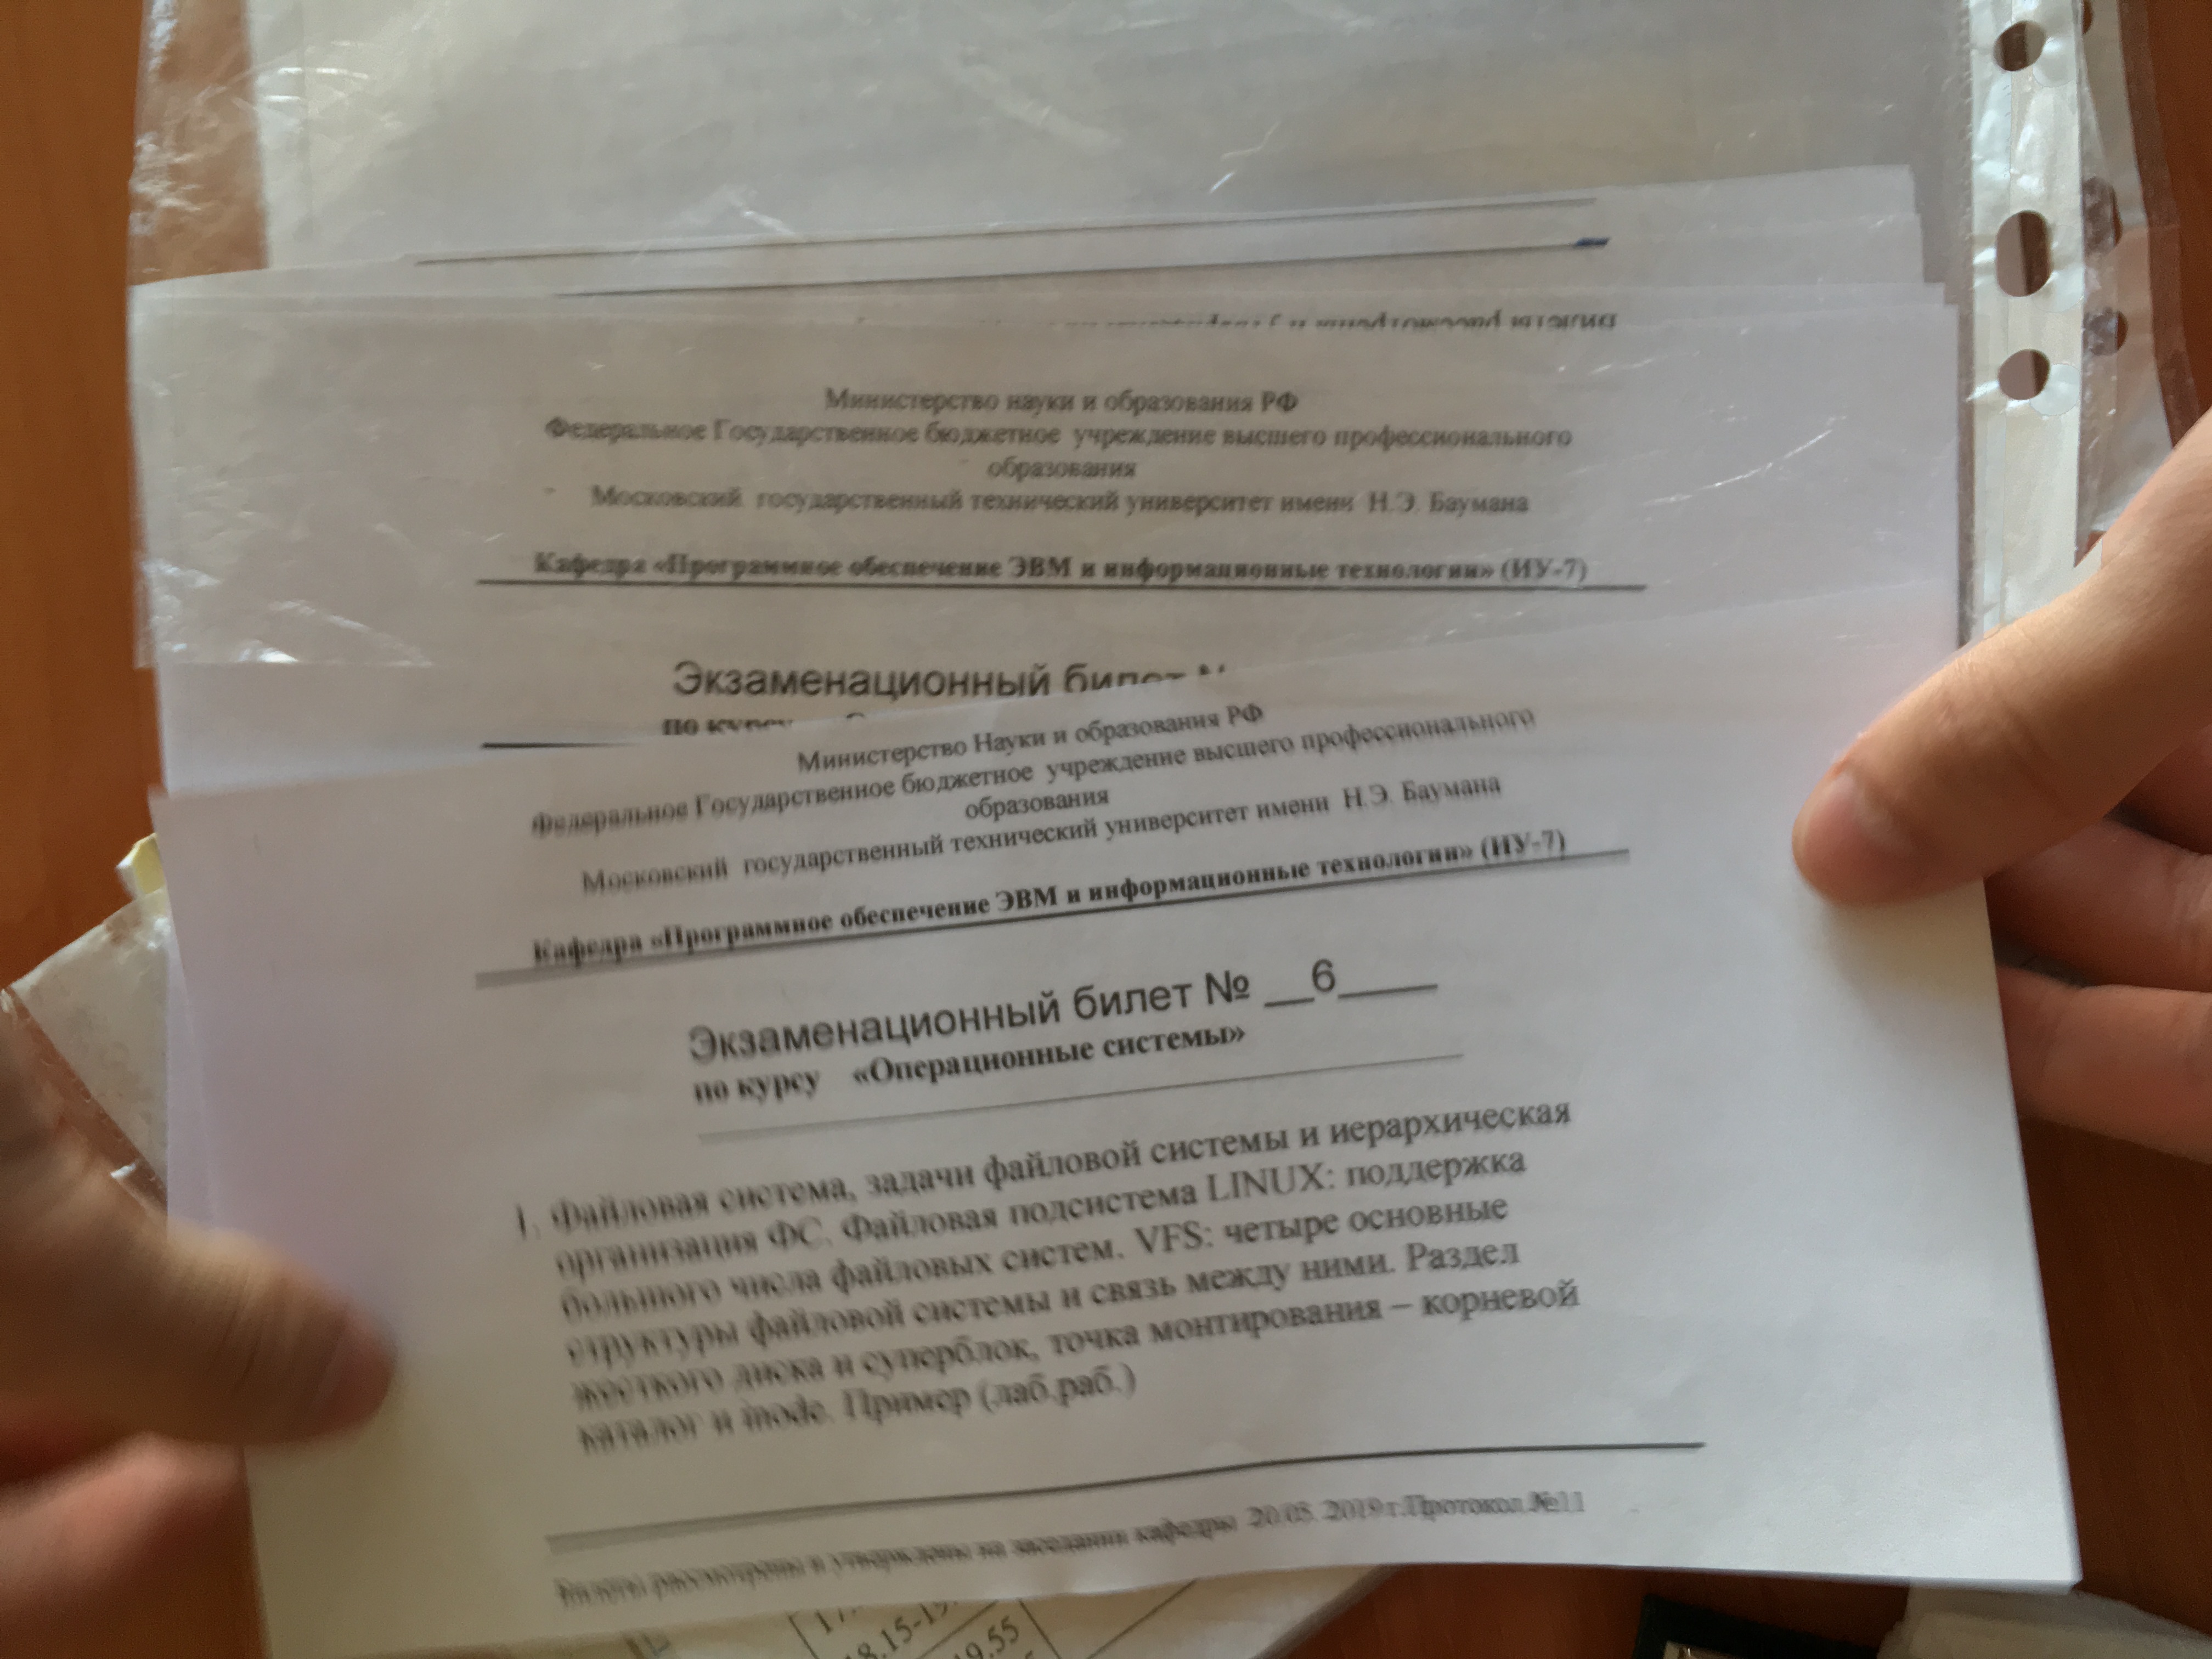 Министерство науки и образования РФ
Федеральное Государственное бюджетное учреждение высшего профессионального
образования
Московский государственный технический университет имени Н.Э. Баумана
Кафедра «Программное обеспечение ЭВМ и информационные технологии» (ИУ-7)
Экзаменационный билет
по курсу
Министерство Науки и образования РФ
Федеральное Государственное бюджетное учреждение высшего профессионального
образования
Московский государственный технический университет имени Н.Э. Баумана
Кафедра «Программное обеспечение ЭВМ и информационные технологии» (ИУ-7)
Экзаменационный билет № __6____
по курсу «Операционные системы»
1. Файловая система, задачи файловой системы и иерархическая
организация ФС. Файловая подсистема LINUX: поддержка
большого числа файловых систем. VFS: четыре основные
структуры файловой системы и связь между ними. Раздел
жесткого диска и суперблок, точка монтирования – корневой
каталог и inode. Пример (лаб.раб.)
Билеты рассмотрены и утверждены на заседании кафедры 20.05. 2019 г.Протокол №11
18.15-19.
19.55